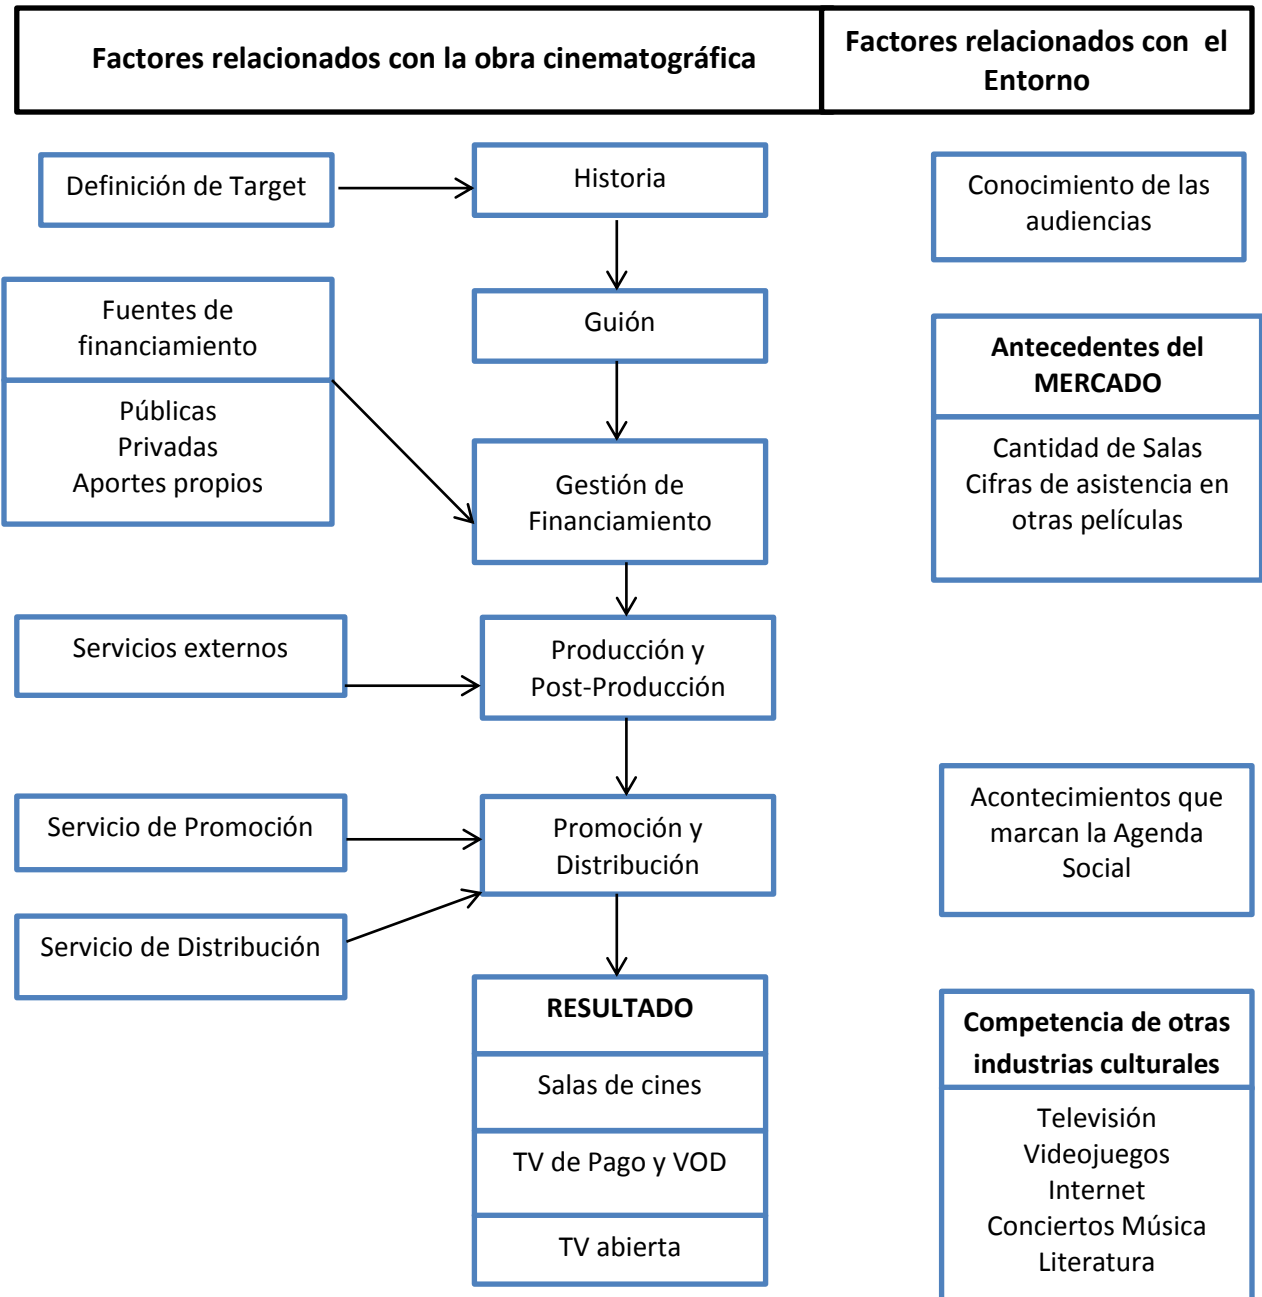 Factores relacionados con la obra cinematográfica
Factores relacionados con el
Entorno
Definición de Target
Historia
Conocimiento de las
audiencias
Fuentes de
financiamiento
Públicas
Privadas
Aportes propios
Guión
Antecedentes del
MERCADO
Cantidad de Salas
Cifras de asistencia en
otras películas
Gestión de
Financiamiento
Servicios externos
Producción y
Post-Producción
Servicio de Promoción
Promoción y
Distribución
Acontecimientos que
marcan la Agenda
Social
Servicio de Distribución
RESULTADO
Salas de cines
TV de Pago y VOD
TV abierta
Competencia de otras
industrias culturales
Televisión
Videojuegos
Internet
Conciertos Música
Literatura